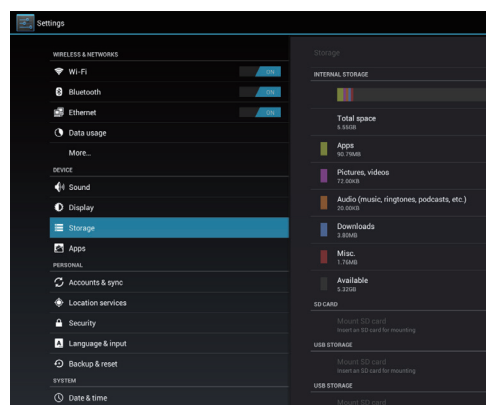 Settings
WIRELESS & NETWORKS
Wi-Fi ON
Bluetooth ON
Ethernet ON
Data usage
More...
DEVICE
Sound
Display
Storage
Apps
PERSONAL
Accounts & sync
Location services
Security
A Language & input
Backup & reset
SYSTEM
Date & time
Storage
INTERNAL STORAGE
Total space
5.55GB
Apps
90.79MB
Pictures, videos
72.00KB
Audio (music, ringtones, podcasts, etc.)
20.00KB
Downloads
3.80MB
Misc.
1.76MB
Available
5.32GB
SD CARD
Mount SD card
Insert an SD card for mounting
USB STORAGE
Mount SD card
Insert an SD card for mounting
USB STORAGE
Mount SD card